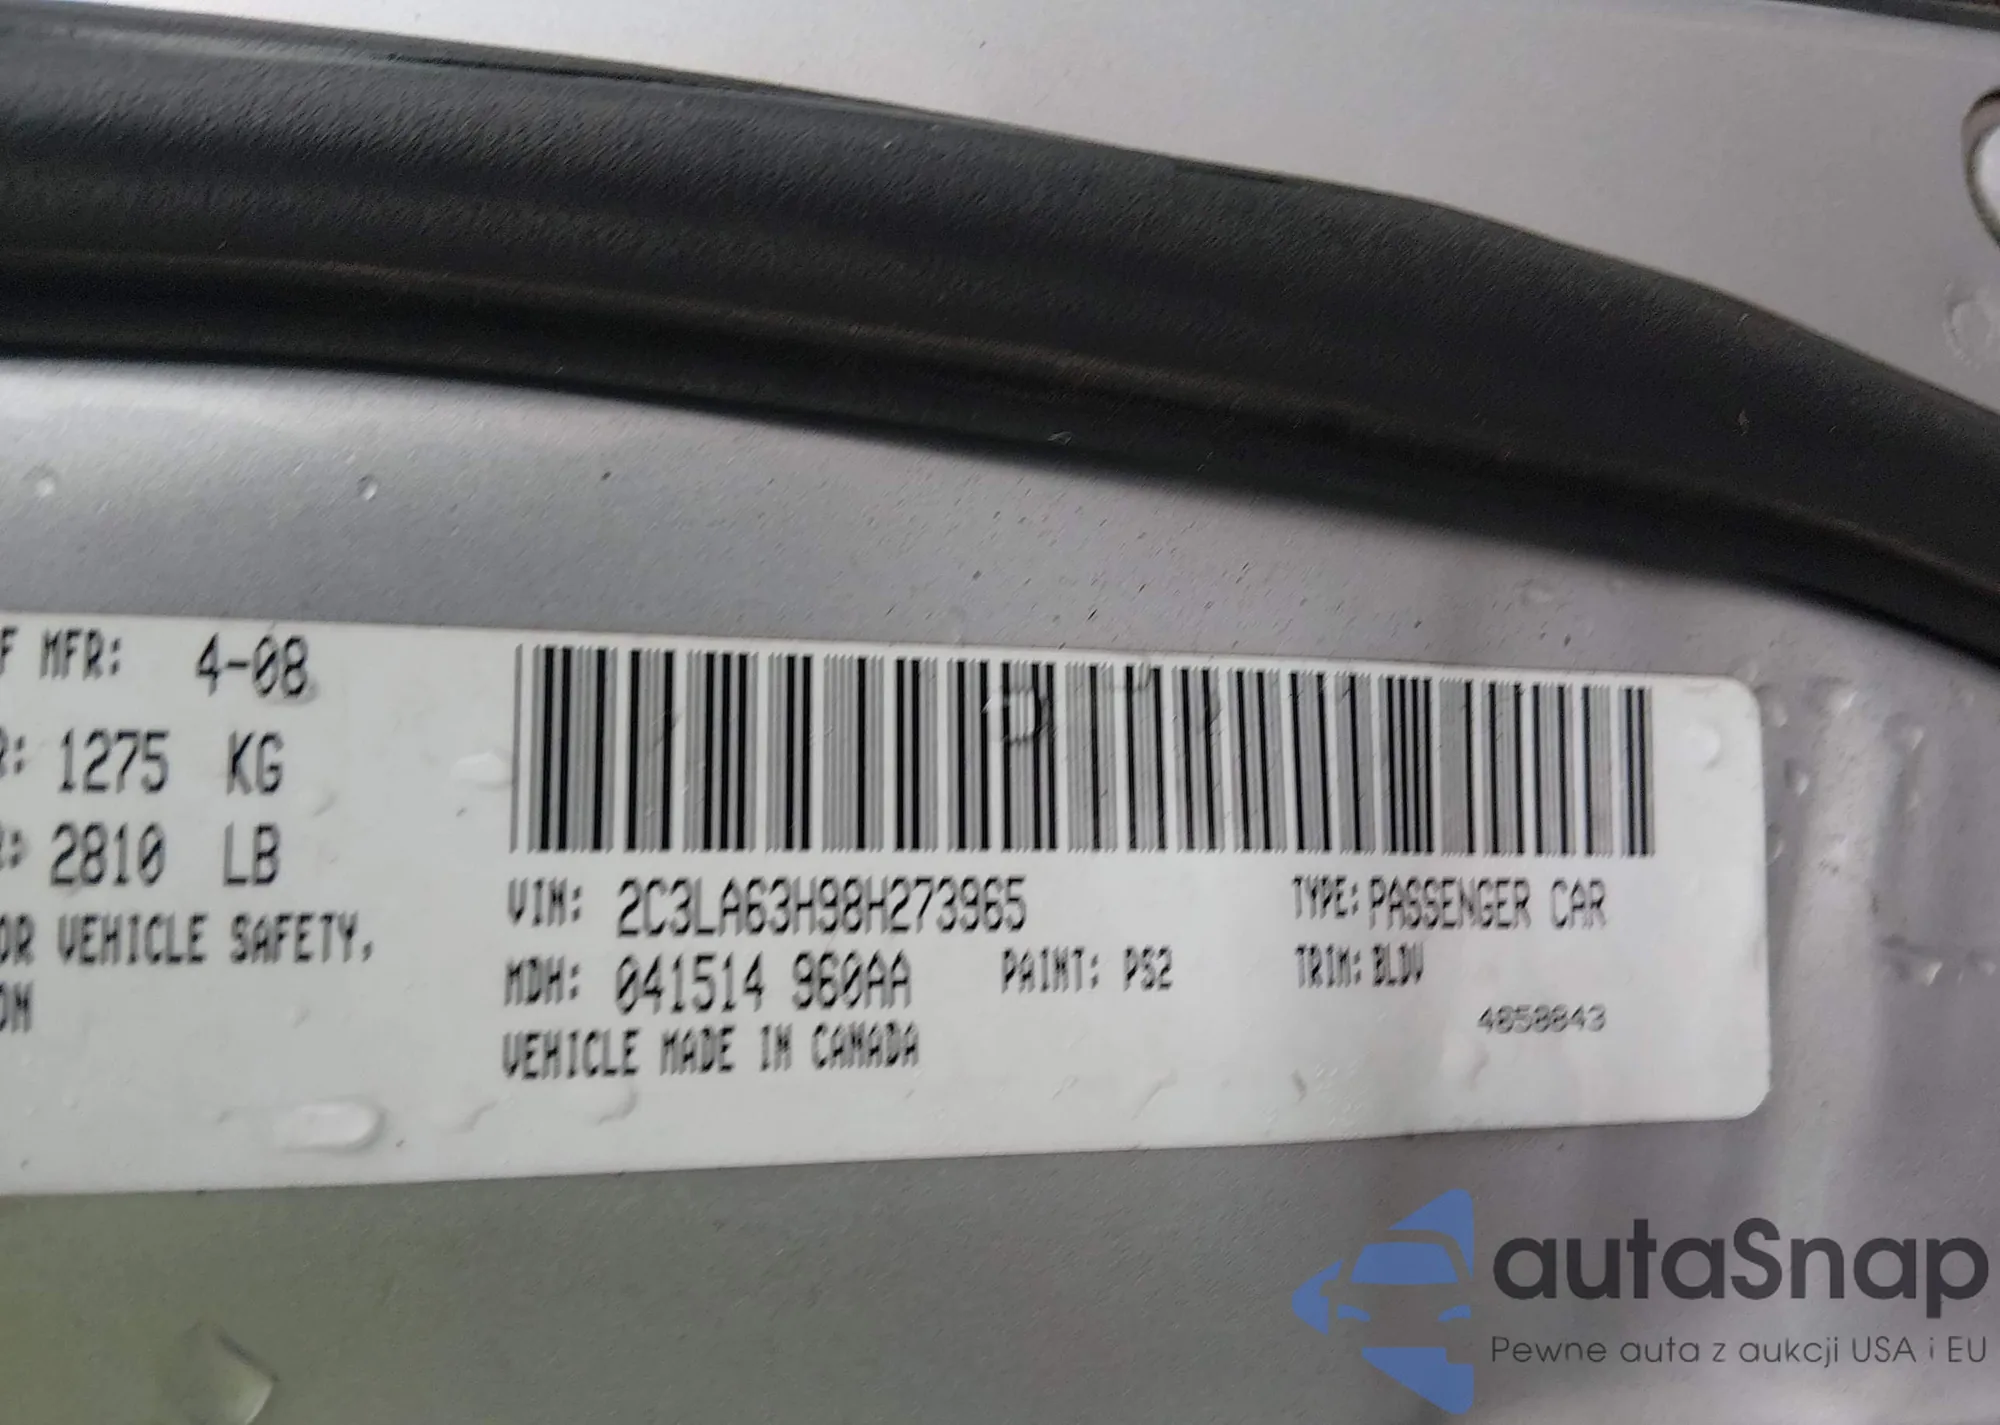 F MFR: 4-08
R: 1275 KG
R: 2810 LB
OR VEHICLE SAFETY,
ON
VIN: 2C3LA63H98H273965
TYPE: PASSENGER CAR
MDH: 041514 960AA
PAINT: PS2
TRIM: BLDV
VEHICLE MADE IN CANADA
4858843
autaSnap
Pewne auta z aukcji USA i EU